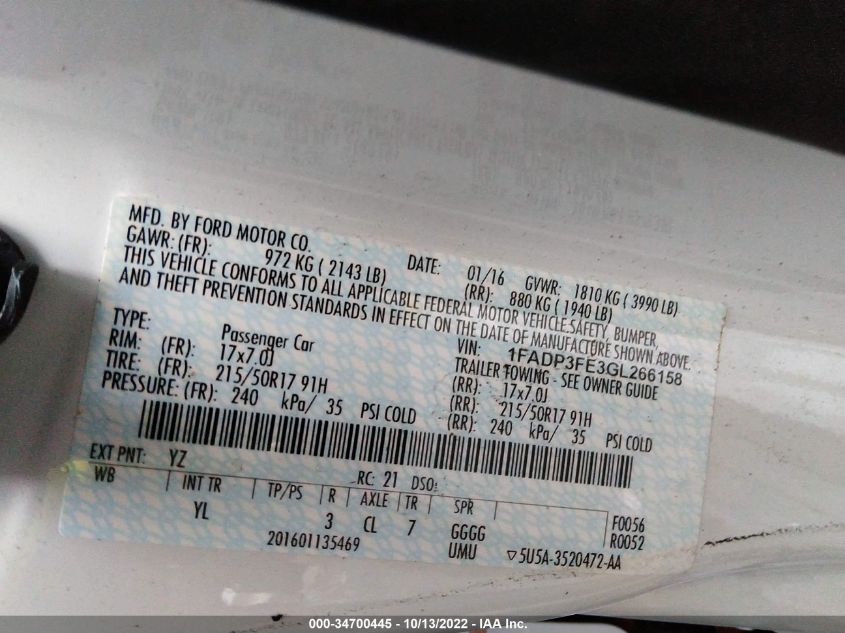 MFD. BY FORD MOTOR CO.
DATE: 01/16 GVWR: 1810 KG ( 3990 LB)
GAWR: (FR): 972 KG ( 2143 LB) (RR): 880 KG ( 1940 LB)
THIS VEHICLE CONFORMS TO ALL APPLICABLE FEDERAL MOTOR VEHICLE SAFETY, BUMPER,
AND THEFT PREVENTION STANDARDS IN EFFECT ON THE DATE OF MANUFACTURE SHOWN ABOVE.
VIN: 1FADP3FE3GL266158
TYPE: Passenger Car TRAILER TOWING - SEE OWNER GUIDE
RIM: (FR): 17x7.0J (RR): 17x7.0J
TIRE: (FR): 215/50R17 91H (RR): 215/50R17 91H
PRESSURE: (FR): 240 kPa/ 35 PSI COLD (RR): 240 kPa/ 35 PSI COLD
EXT PNT: YZ RC: 21 DSO:
WB INT TR TP/PS R AXLE TR SPR
YL 3 CL 7 GGGG F0056
UMU R0052
201601135469 ▽5U5A-3520472-AA
000-34700445 - 10/13/2022 - IAA Inc.